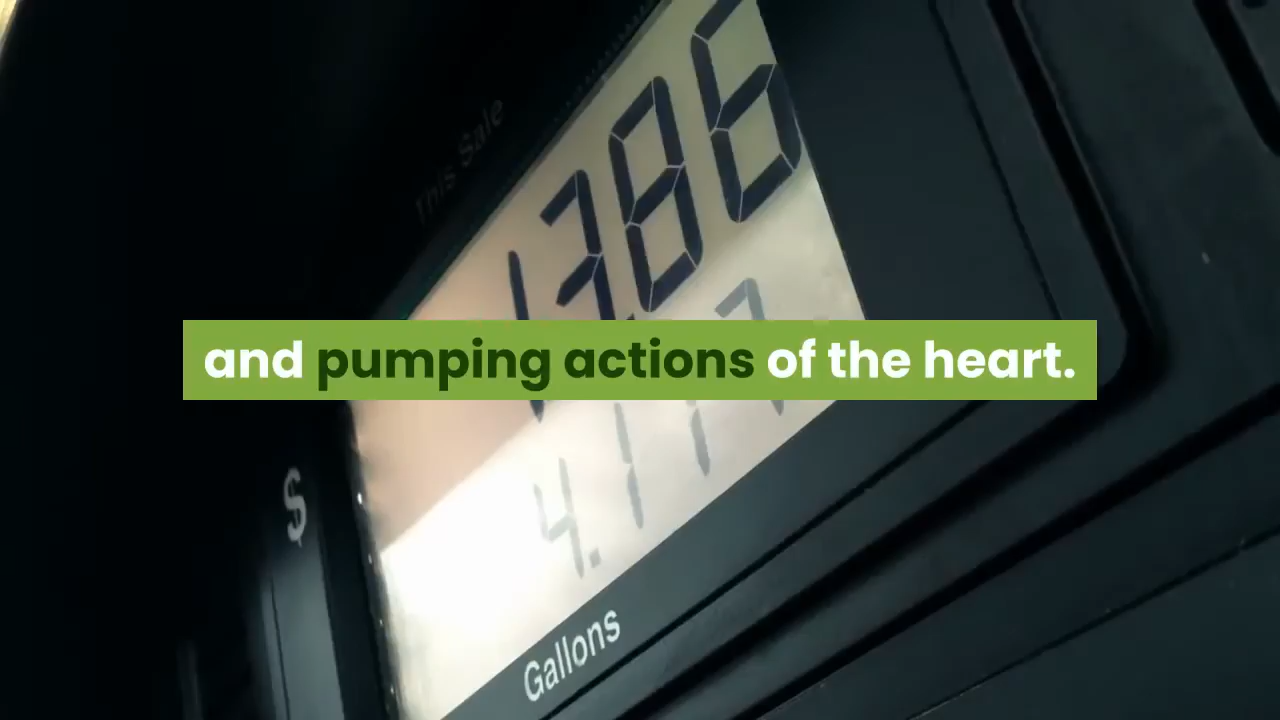 This Sale
and pumping actions of the heart.
$
Gallons